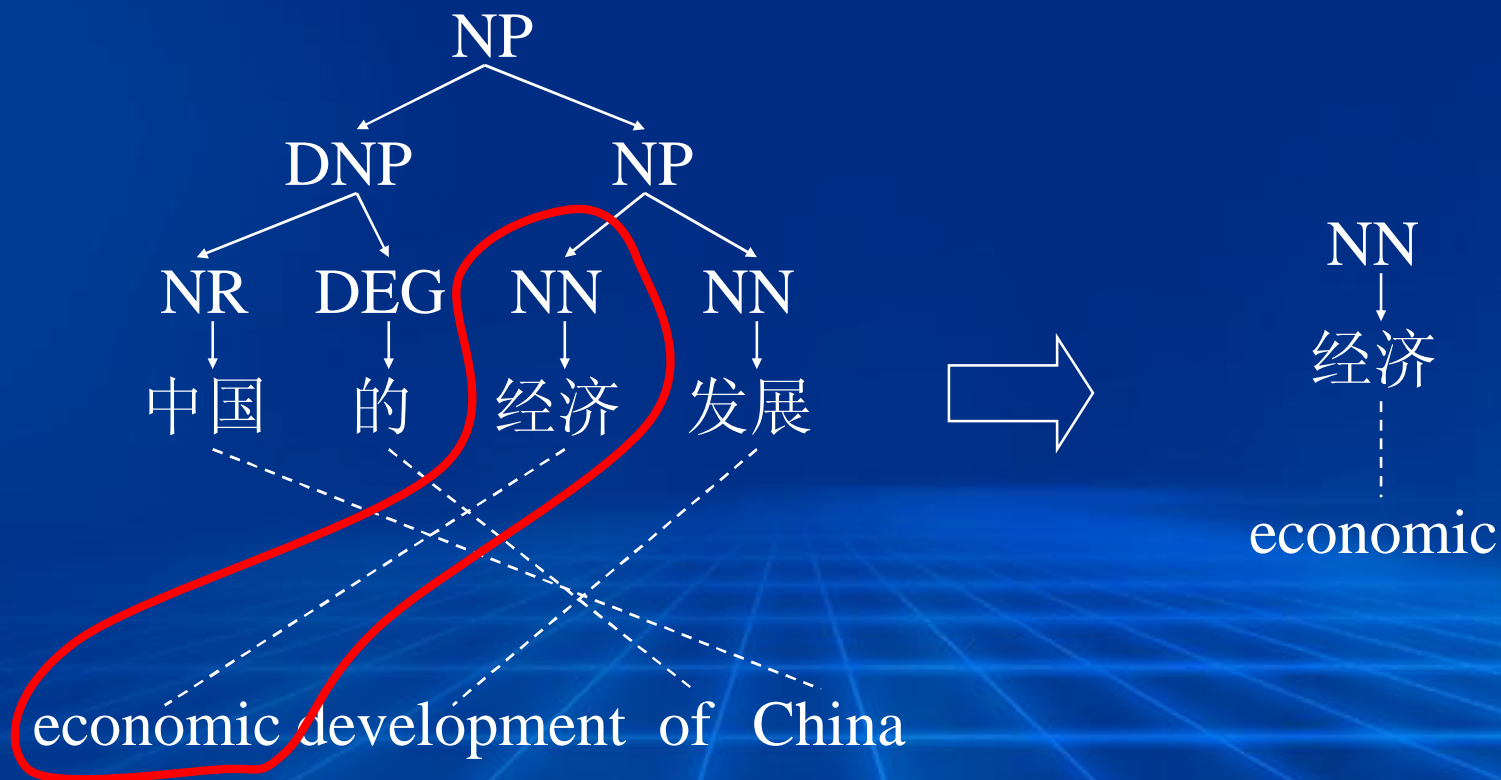 NP
DNP NP
NN
NR DEG NN NN
经济
中国 的 经济 发展
economic
economic development of China